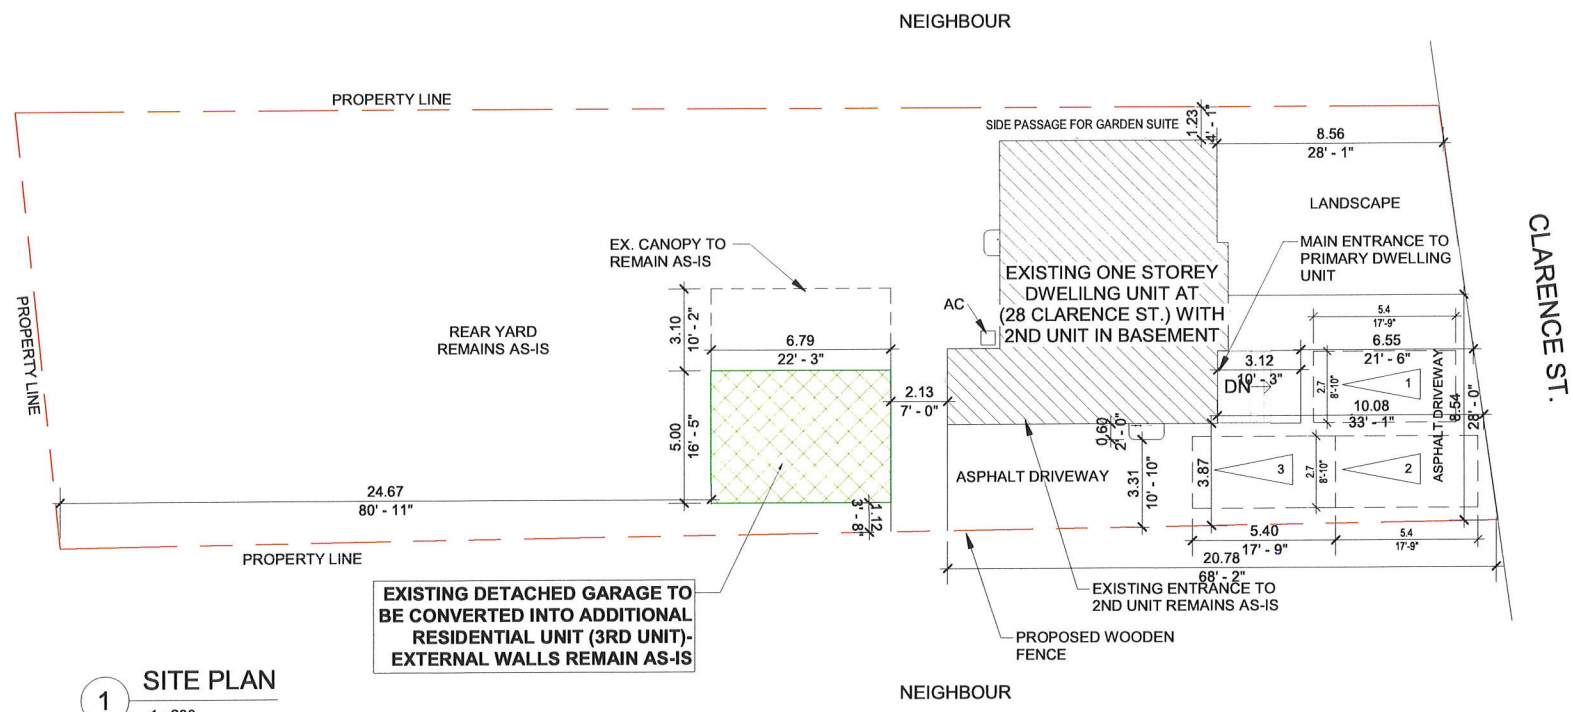 NEIGHBOUR
PROPERTY LINE
SIDE PASSAGE FOR GARDEN SUITE
1.23
4' - 1"
8.56
28' - 1"
LANDSCAPE
CLARENCE ST.
EX. CANOPY TO
REMAIN AS-IS
MAIN ENTRANCE TO
PRIMARY DWELLING
UNIT
EXISTING ONE STOREY
DWELILNG UNIT AT
(28 CLARENCE ST.) WITH
2ND UNIT IN BASEMENT
AC
PROPERTY LINE
REAR YARD
REMAINS AS-IS
3.10
10' - 2"
6.79
22' - 3"
5.4
17'-9"
6.55
21' - 6"
3.12
10' - 3"
DN
2.7
8'-10"
1
10.08
33' - 1"
8.54
28' - 0"
ASPHALT DRIVEWAY
2.13
7' - 0"
5.00
16' - 5"
0.60
2' - 0"
ASPHALT DRIVEWAY
3.31
10' - 10"
3.87
3
2.7
8'-10"
2
24.67
80' - 11"
1.12
3' - 8"
5.40
17' - 9"
5.4
17'-9"
20.78
68' - 2"
PROPERTY LINE
EXISTING DETACHED GARAGE TO
BE CONVERTED INTO ADDITIONAL
RESIDENTIAL UNIT (3RD UNIT)-
EXTERNAL WALLS REMAIN AS-IS
EXISTING ENTRANCE TO
2ND UNIT REMAINS AS-IS
PROPOSED WOODEN
FENCE
1
SITE PLAN
NEIGHBOUR